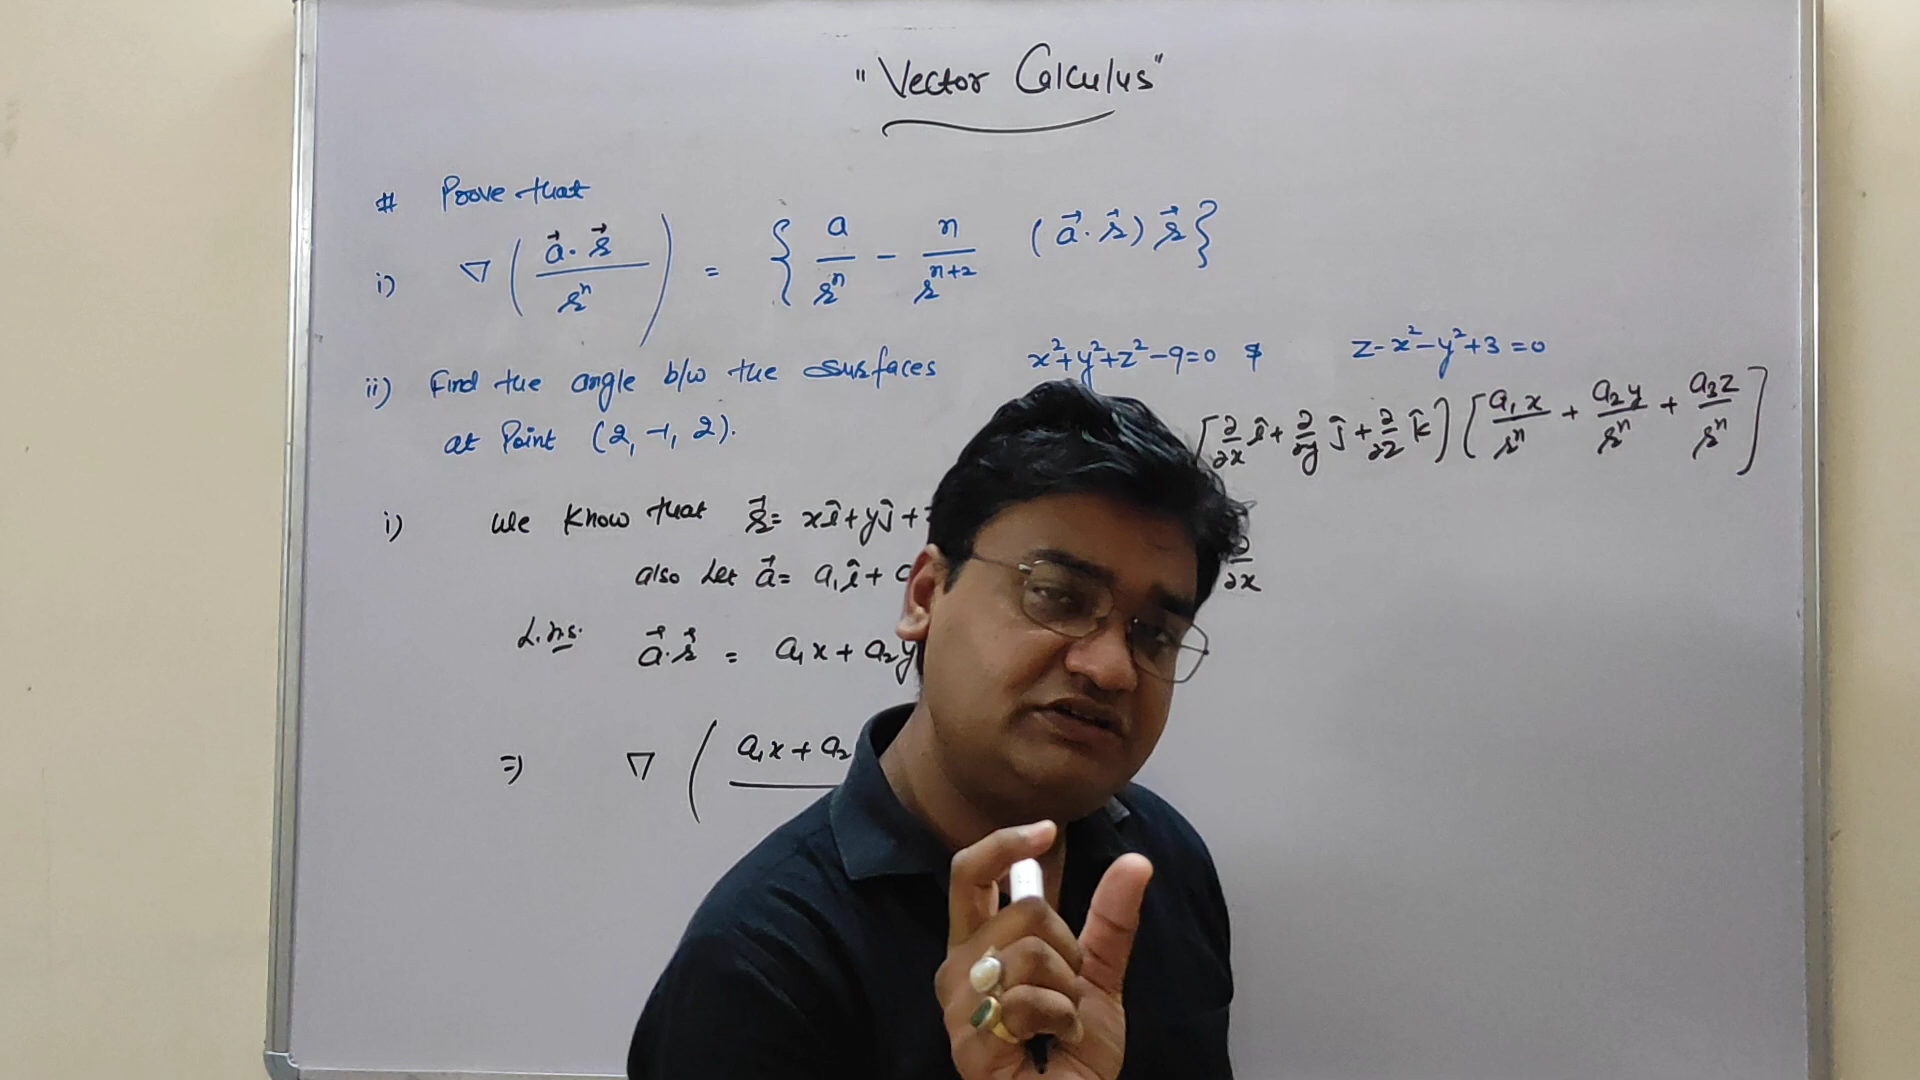 "Vector Calculus"
# Prove that
i) ∇ ( a⃗·r⃗ / rⁿ ) = { a / rⁿ − n / rⁿ⁺² (a⃗·r⃗) r⃗ }
ii) Find the angle b/w the surfaces x²+y²+z²−9=0 & z-x²−y²+3=0
at Point (2, -1, 2).
[∂/∂x î + ∂/∂y ĵ + ∂/∂z k̂] [a₁x/rⁿ + a₂y/rⁿ + a₃z/rⁿ]
i) We Know that r⃗= xî+yĵ+
also Let a⃗= a₁î+
∂/∂x
L.h.s. a⃗·r⃗ = a₁x + a₂y
⇒ ∇ ( a₁x + a₂